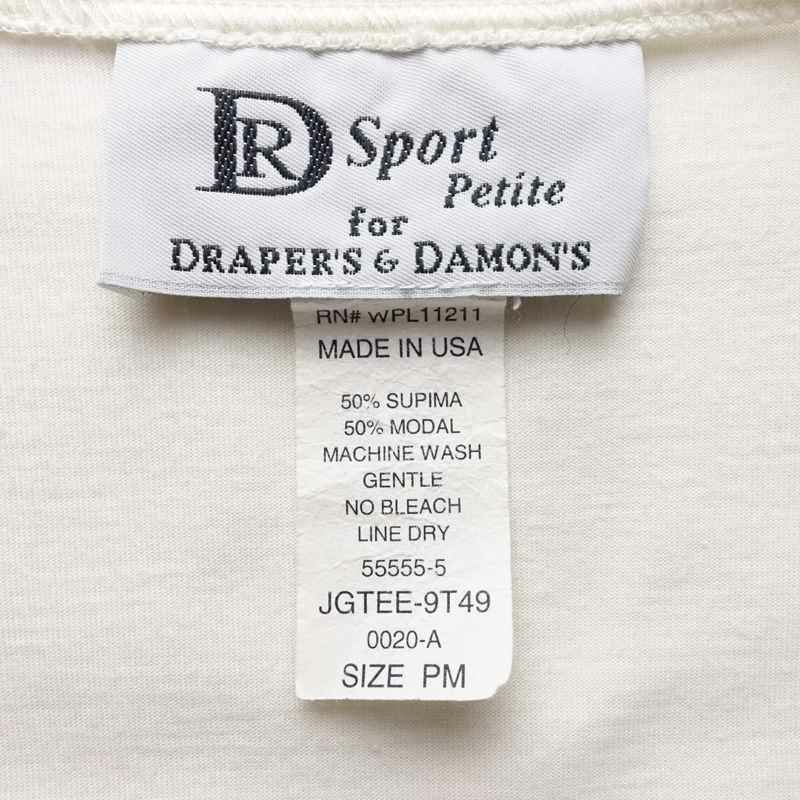 DR Sport
Petite
for
DRAPER'S & DAMON'S
RN# WPL11211
MADE IN USA
50% SUPIMA
50% MODAL
MACHINE WASH
GENTLE
NO BLEACH
LINE DRY
55555-5
JGTEE-9T49
0020-A
SIZE PM